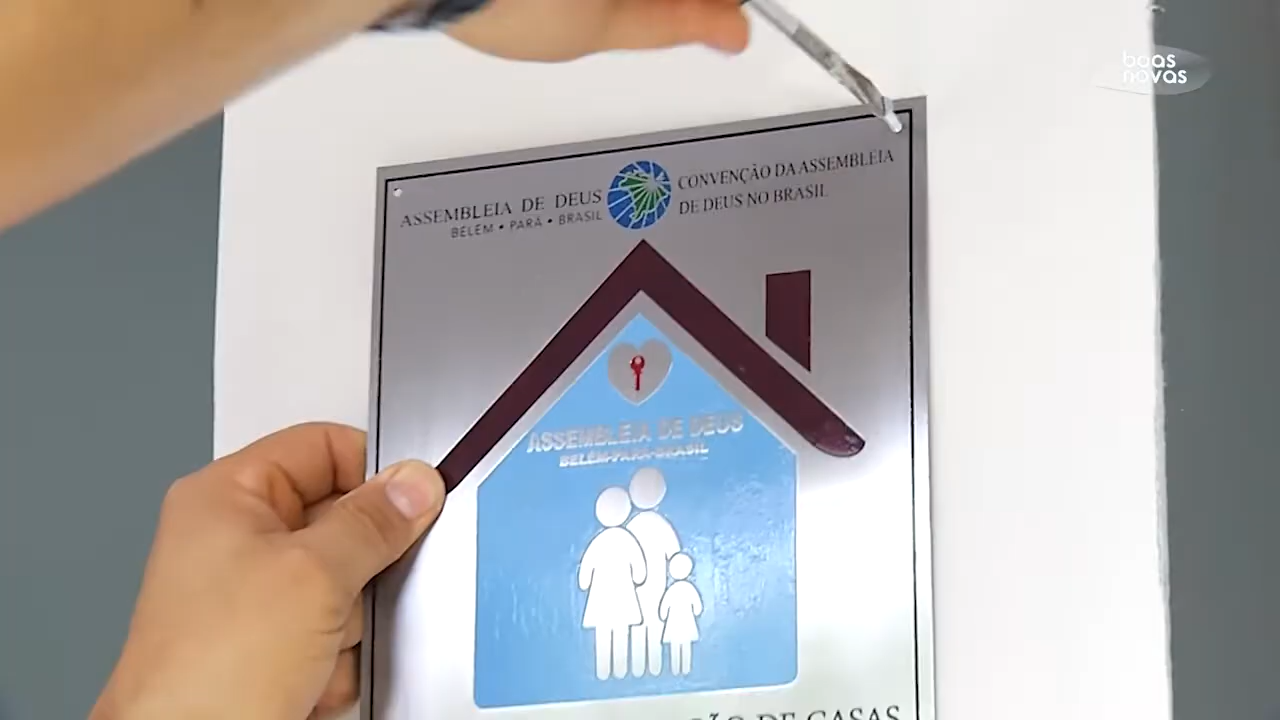 boas
novas
ASSEMBLEIA DE DEUS
BELÉM • PARÁ • BRASIL
CONVENÇÃO DA ASSEMBLEIA
DE DEUS NO BRASIL
ASSEMBLEIA DE DEUS
BELÉM-PARÁ-BRASIL
DE CASAS